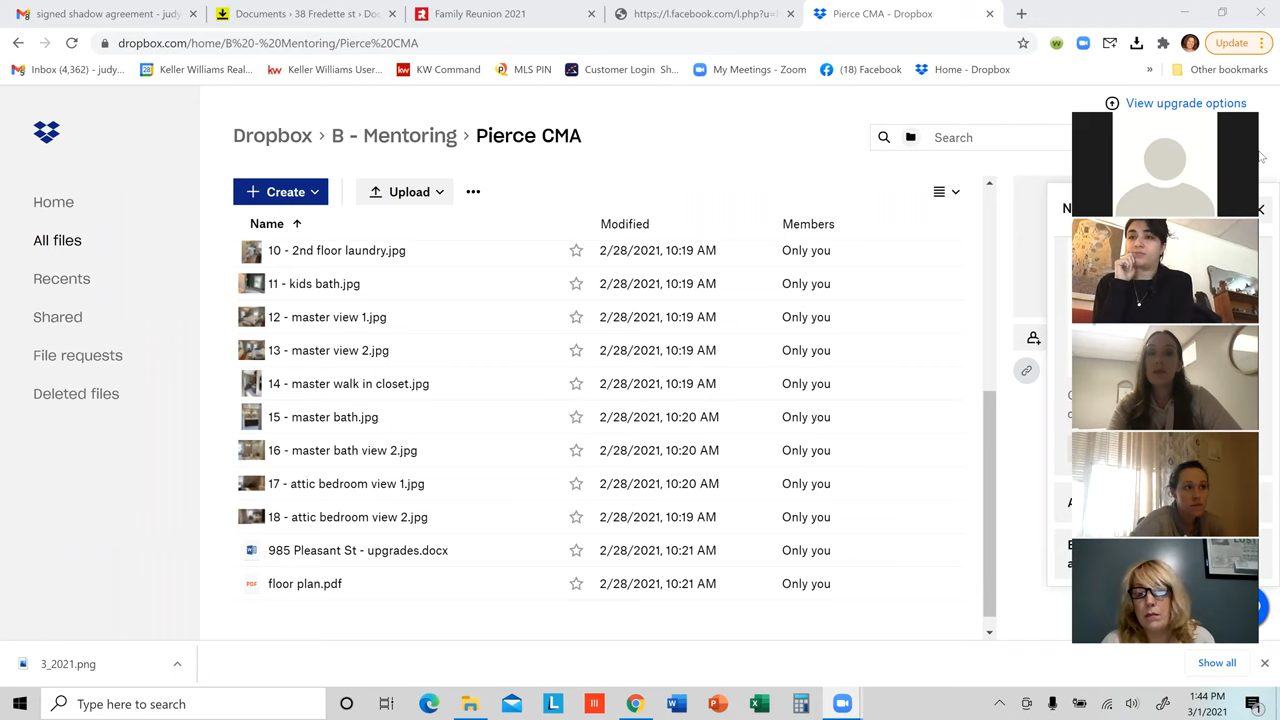 signed shadow agreement - judy
Documents › 38 Fredette st › Doc
Family Reunion 2021
https://l.facebook.com/l.php?u=
Pierce CMA - Dropbox
dropbox.com/home/B%20-%20Mentoring/Pierce%20CMA
Update
Inbox (4,362) - judy...
Keller Williams Real...
Keller Williams User...
KW Command
MLS PIN
Customer Login Sh...
My Meetings - Zoom
(18) Facebook
Home - Dropbox
»
Other bookmarks
View upgrade options
Dropbox › B - Mentoring › Pierce CMA
Search
Home
All files
Recents
Shared
File requests
Deleted files
+ Create
Upload
...
Name ↑ Modified Members
10 - 2nd floor laundry.jpg 2/28/2021, 10:19 AM Only you
11 - kids bath.jpg 2/28/2021, 10:19 AM Only you
12 - master view 1.jpg 2/28/2021, 10:19 AM Only you
13 - master view 2.jpg 2/28/2021, 10:19 AM Only you
14 - master walk in closet.jpg 2/28/2021, 10:19 AM Only you
15 - master bath.jpg 2/28/2021, 10:20 AM Only you
16 - master bath view 2.jpg 2/28/2021, 10:20 AM Only you
17 - attic bedroom view 1.jpg 2/28/2021, 10:20 AM Only you
18 - attic bedroom view 2.jpg 2/28/2021, 10:19 AM Only you
985 Pleasant St - upgrades.docx 2/28/2021, 10:21 AM Only you
PDF floor plan.pdf 2/28/2021, 10:21 AM Only you
3_2021.png
Show all
Type here to search
1:44 PM
3/1/2021